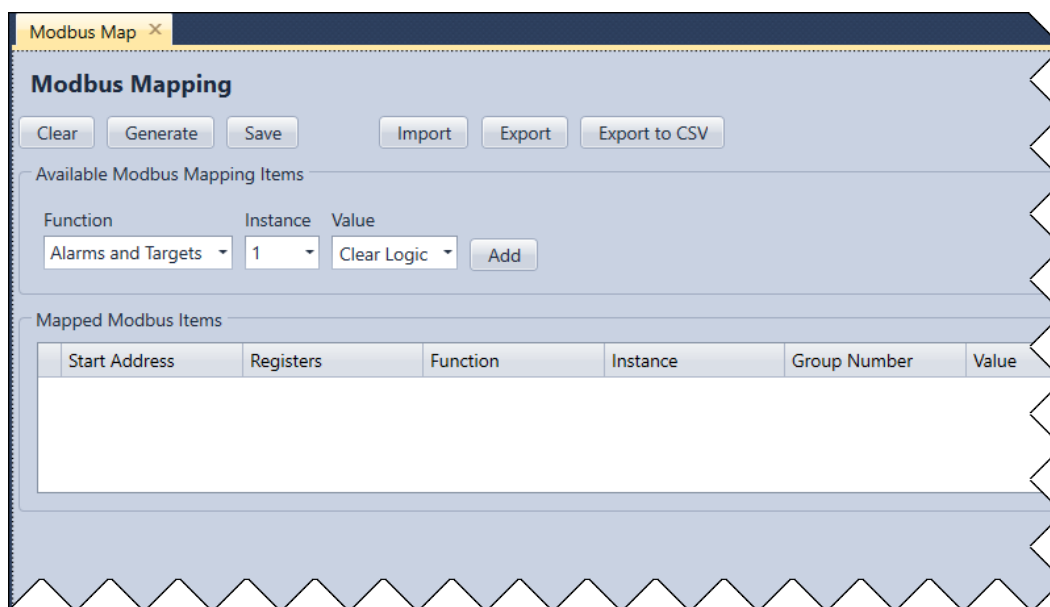 Modbus Map
Modbus Mapping
Clear Generate Save Import Export Export to CSV
Available Modbus Mapping Items
Function Instance Value
Alarms and Targets 1 Clear Logic Add
Mapped Modbus Items
Start Address Registers Function Instance Group Number Value